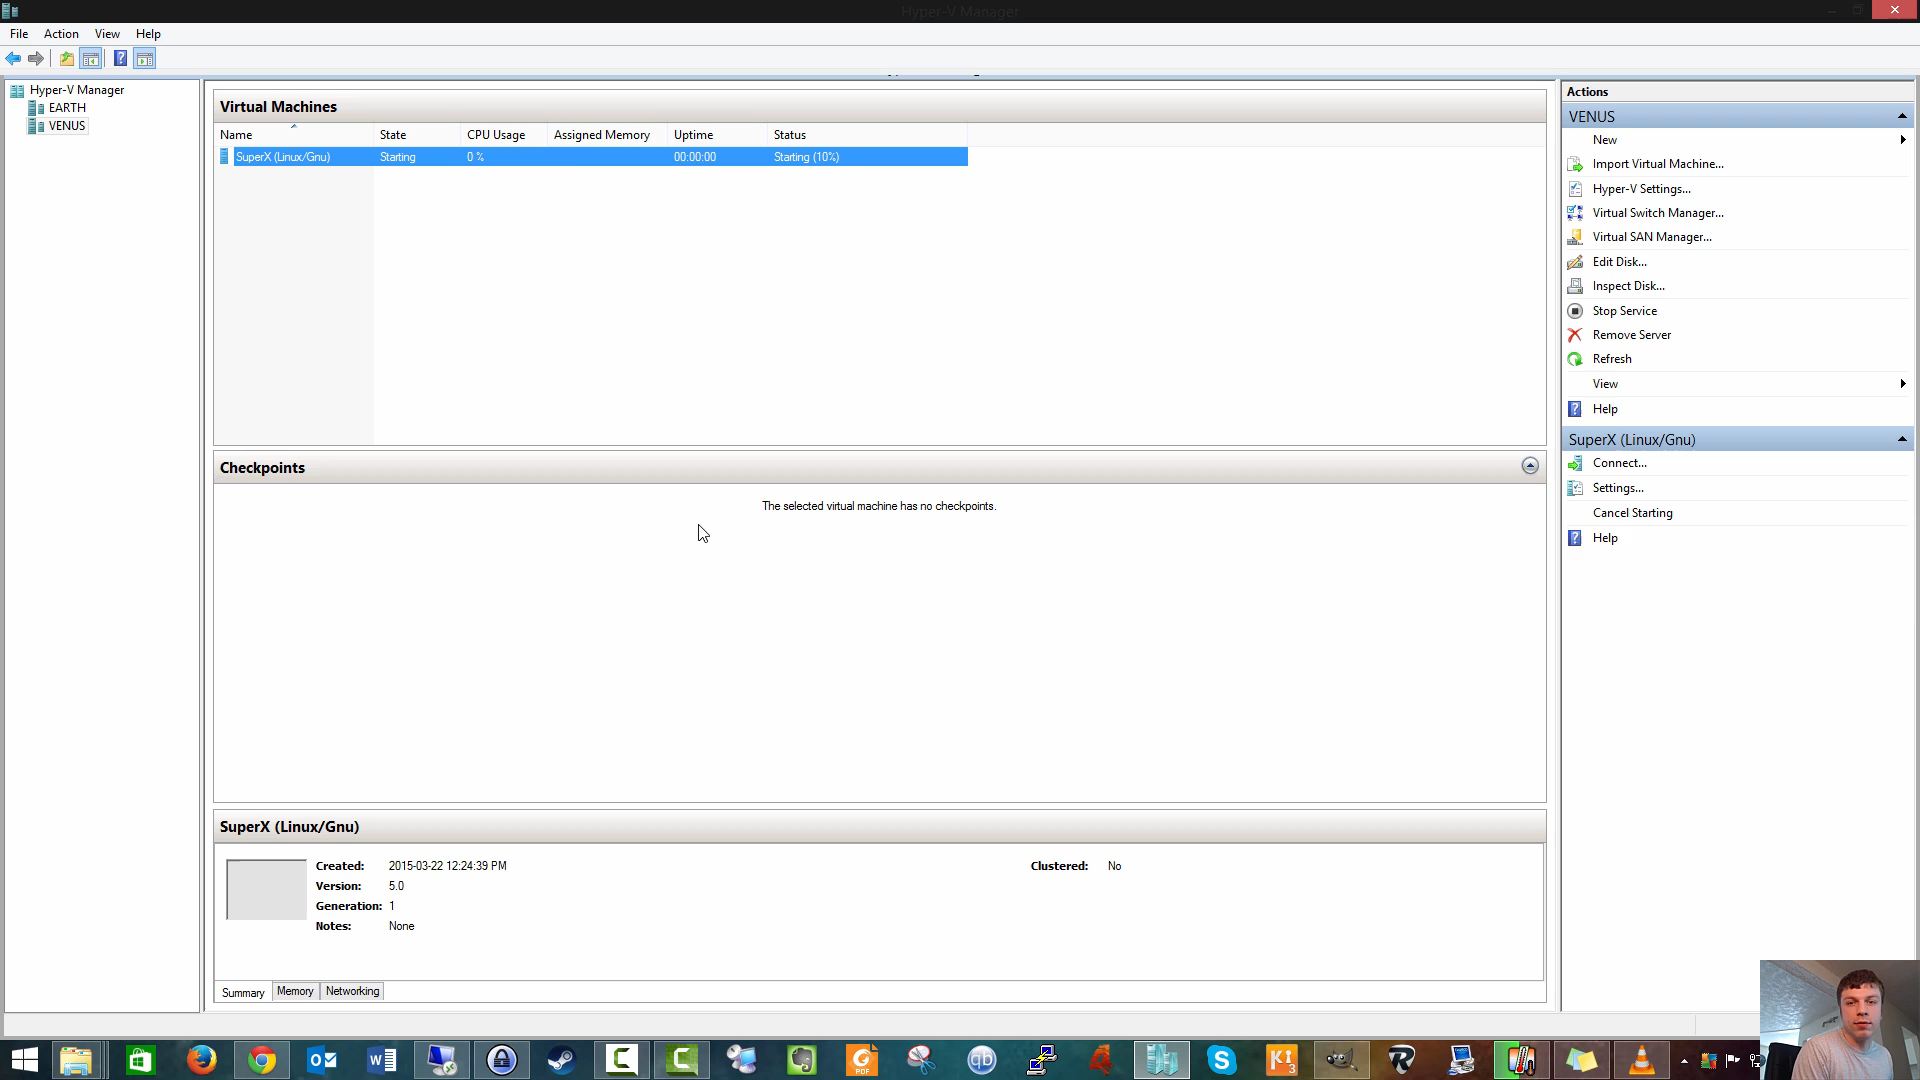 Hyper-V Manager
File Action View Help
Hyper-V Manager
EARTH
VENUS
Virtual Machines
Name State CPU Usage Assigned Memory Uptime Status
SuperX (Linux/Gnu) Starting 0 % 00:00:00 Starting (10%)
Checkpoints
The selected virtual machine has no checkpoints.
SuperX (Linux/Gnu)
Created: 2015-03-22 12:24:39 PM Clustered: No
Version: 5.0
Generation: 1
Notes: None
Summary Memory Networking
Actions
VENUS
New
Import Virtual Machine...
Hyper-V Settings...
Virtual Switch Manager...
Virtual SAN Manager...
Edit Disk...
Inspect Disk...
Stop Service
Remove Server
Refresh
View
Help
SuperX (Linux/Gnu)
Connect...
Settings...
Cancel Starting
Help